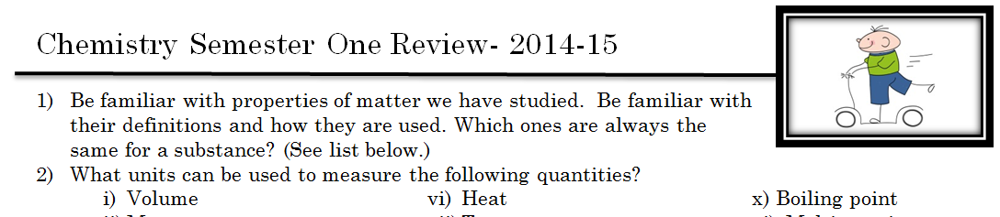 Chemistry Semester One Review- 2014-15
1) Be familiar with properties of matter we have studied. Be familiar with
their definitions and how they are used. Which ones are always the
same for a substance? (See list below.)
2) What units can be used to measure the following quantities?
i) Volume vi) Heat x) Boiling point